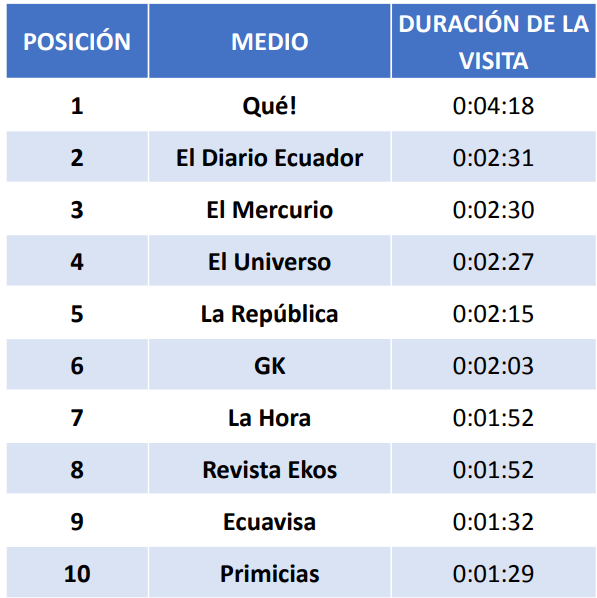 POSICIÓN MEDIO DURACIÓN DE LA VISITA
1 Qué! 0:04:18
2 El Diario Ecuador 0:02:31
3 El Mercurio 0:02:30
4 El Universo 0:02:27
5 La República 0:02:15
6 GK 0:02:03
7 La Hora 0:01:52
8 Revista Ekos 0:01:52
9 Ecuavisa 0:01:32
10 Primicias 0:01:29